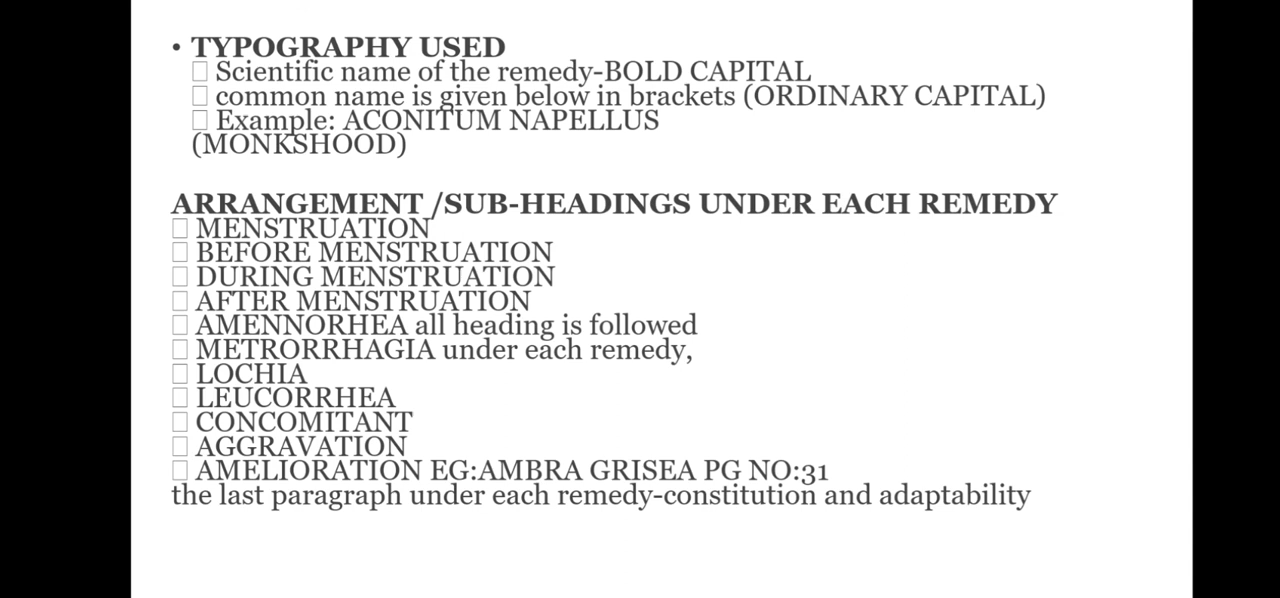 • TYPOGRAPHY USED
Scientific name of the remedy-BOLD CAPITAL
common name is given below in brackets (ORDINARY CAPITAL)
Example: ACONITUM NAPELLUS
(MONKSHOOD)
ARRANGEMENT /SUB-HEADINGS UNDER EACH REMEDY
MENSTRUATION
BEFORE MENSTRUATION
DURING MENSTRUATION
AFTER MENSTRUATION
AMENNORHEA all heading is followed
METRORRHAGIA under each remedy,
LOCHIA
LEUCORRHEA
CONCOMITANT
AGGRAVATION
AMELIORATION EG:AMBRA GRISEA PG NO:31
the last paragraph under each remedy-constitution and adaptability